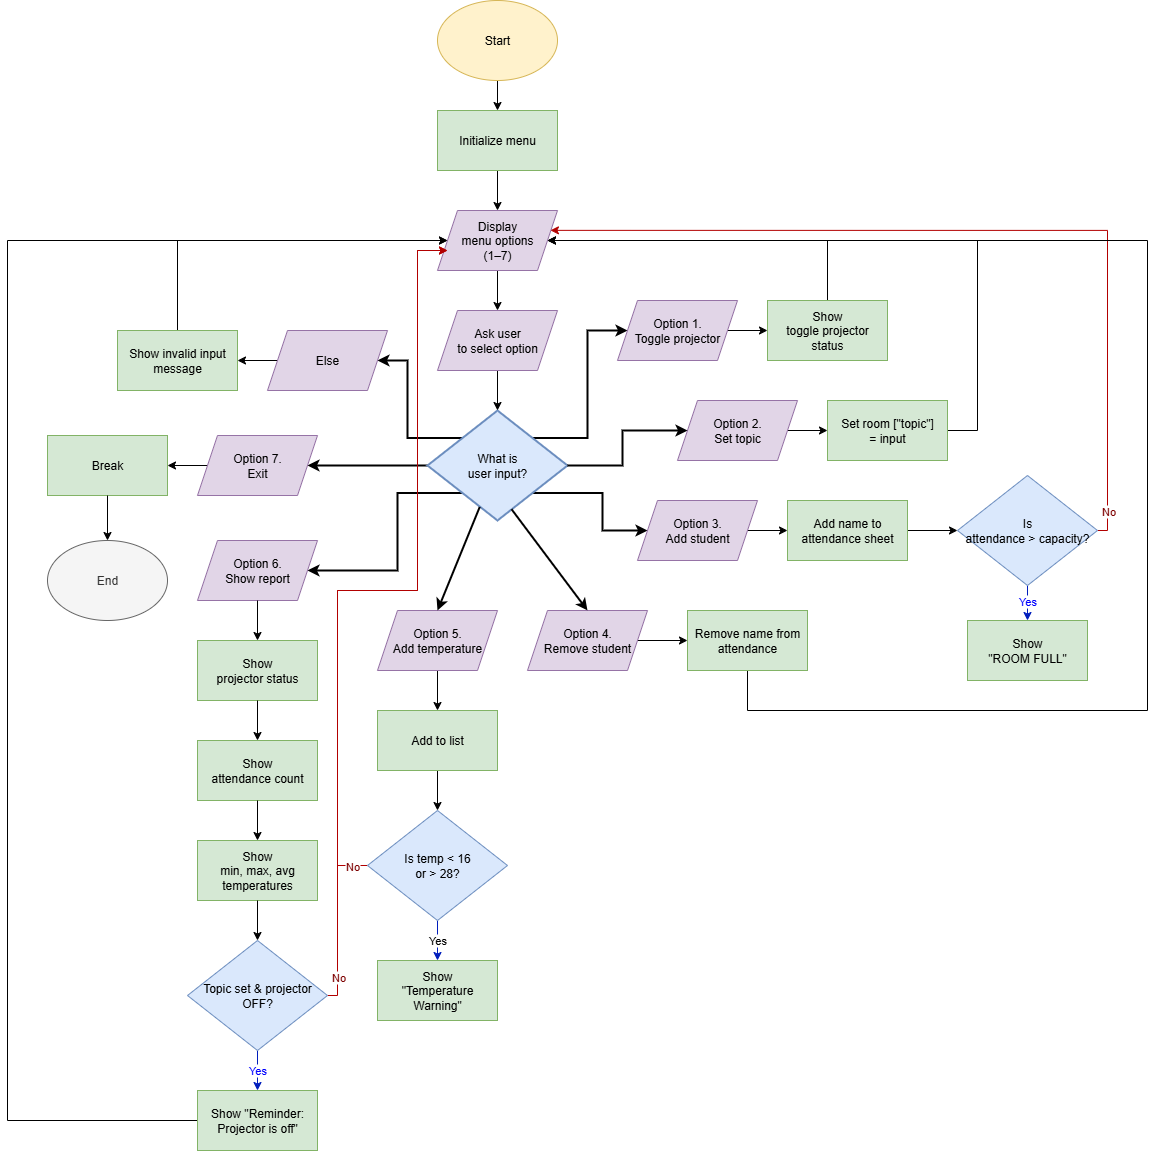 Start
Initialize menu
Display
menu options
(1–7)
Ask user
to select option
Option 1.
Toggle projector
Show
toggle projector
status
Show invalid input
message
Else
Option 2.
Set topic
Set room ["topic"]
= input
Break
Option 7.
Exit
What is
user input?
Option 3.
Add student
Add name to
attendance sheet
Is
attendance > capacity?
No
Yes
Show
"ROOM FULL"
End
Option 6.
Show report
Option 5.
Add temperature
Option 4.
Remove student
Remove name from
attendance
Show
projector status
Add to list
Show
attendance count
Show
min, max, avg
temperatures
Is temp < 16
or > 28?
No
Yes
Show
"Temperature
Warning"
Topic set & projector
OFF?
No
Yes
Show "Reminder:
Projector is off"